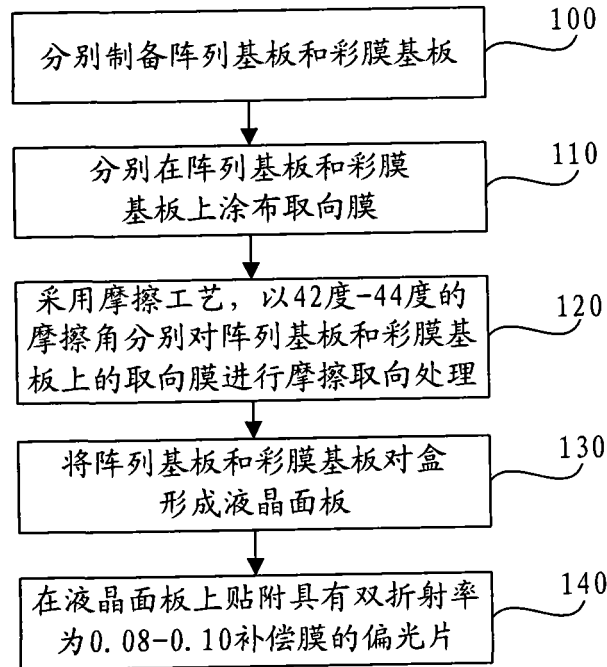 分别制备阵列基板和彩膜基板
100
分别在阵列基板和彩膜
基板上涂布取向膜
110
采用摩擦工艺，以42度-44度的
摩擦角分别对阵列基板和彩膜基
板上的取向膜进行摩擦取向处理
120
将阵列基板和彩膜基板对盒
形成液晶面板
130
在液晶面板上贴附具有双折射率
为0.08-0.10补偿膜的偏光片
140